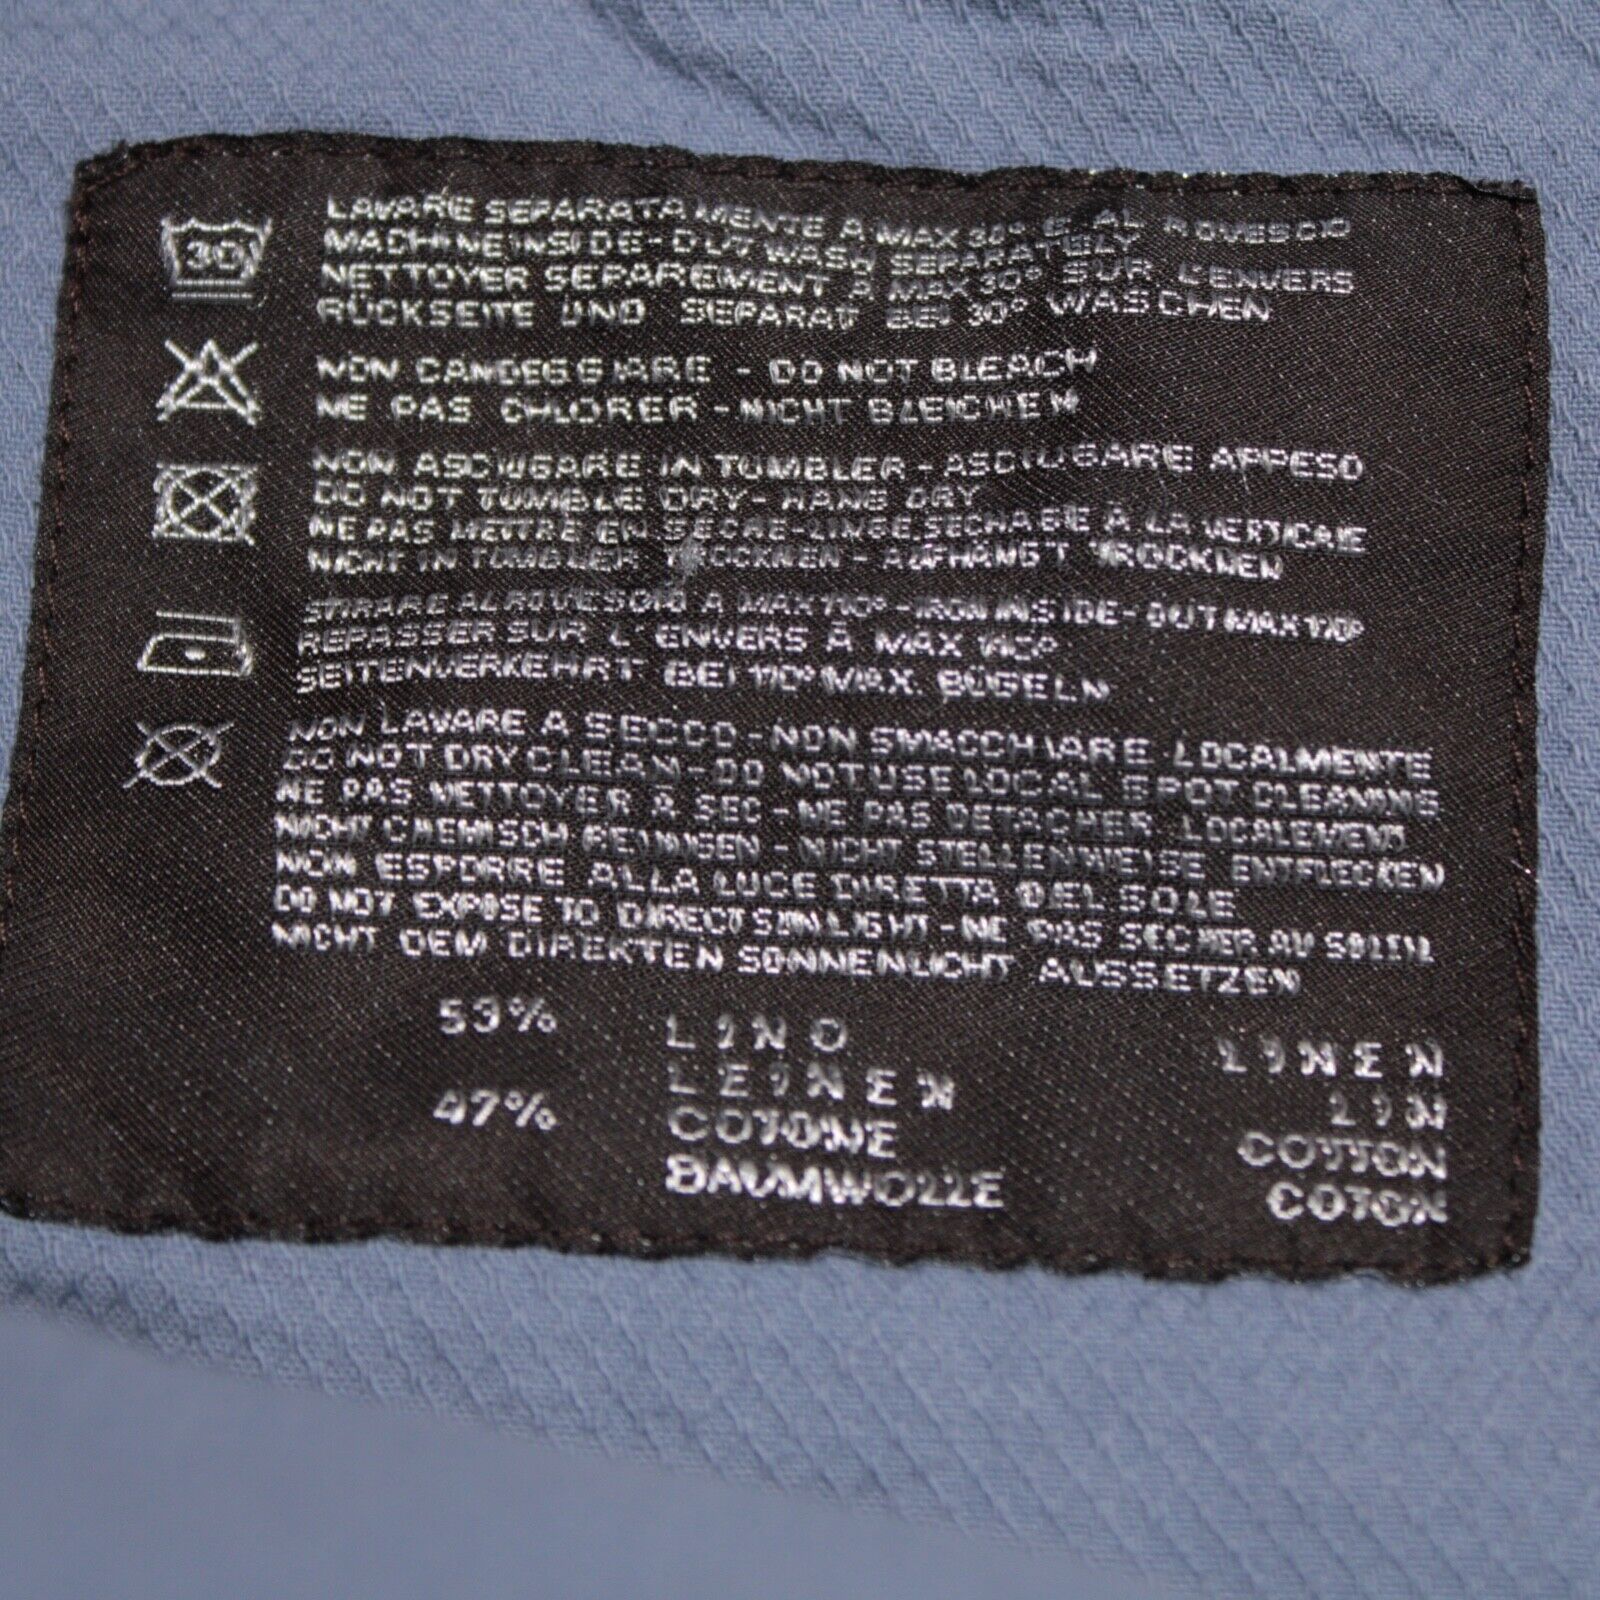 30
LAVARE SEPARATAMENTE A MAX 30° E AL ROVESCIO
MACHINE INSIDE-OUT WASH SEPARATELY
NETTOYER SEPAREMENT A MAX 30° SUR L'ENVERS
RÜCKSEITE UND SEPARAT BEI 30° WASCHEN
NON CANDEGGIARE - DO NOT BLEACH
NE PAS CHLORER - NICHT BLEICHEN
NON ASCIUGARE IN TUMBLER - ASCIUGARE APPESO
DO NOT TUMBLE DRY - HANG DRY
NE PAS METTRE EN SECHE-LINGE, SECHAGE À LA VERTICALE
NICHT IN TUMBLER TROCKNEN - AUFHÄNGT TROCKNEN
STIRARE AL ROVESCIO A MAX 110° - IRON INSIDE-OUT MAX 110°
REPASSER SUR L'ENVERS À MAX 110°
SEITENVERKEHRT BEI 110° MAX. BÜGELN
NON LAVARE A SECCO - NON SMACCHIARE LOCALMENTE
DO NOT DRY CLEAN - DO NOT USE LOCAL SPOT CLEANING
NE PAS NETTOYER À SEC - NE PAS DETACHER LOCALEMENT
NICHT CHEMISCH REINIGEN - NICHT STELLENWEISE ENTFLECKEN
NON ESPORRE ALLA LUCE DIRETTA DEL SOLE
DO NOT EXPOSE TO DIRECT SUNLIGHT - NE PAS SECHER AU SOLEIL
NICHT DEM DIREKTEN SONNENLICHT AUSSETZEN
53% LINO LINEN
LEINEN LIN
47% COTONE COTTON
BAUMWOLLE COTON